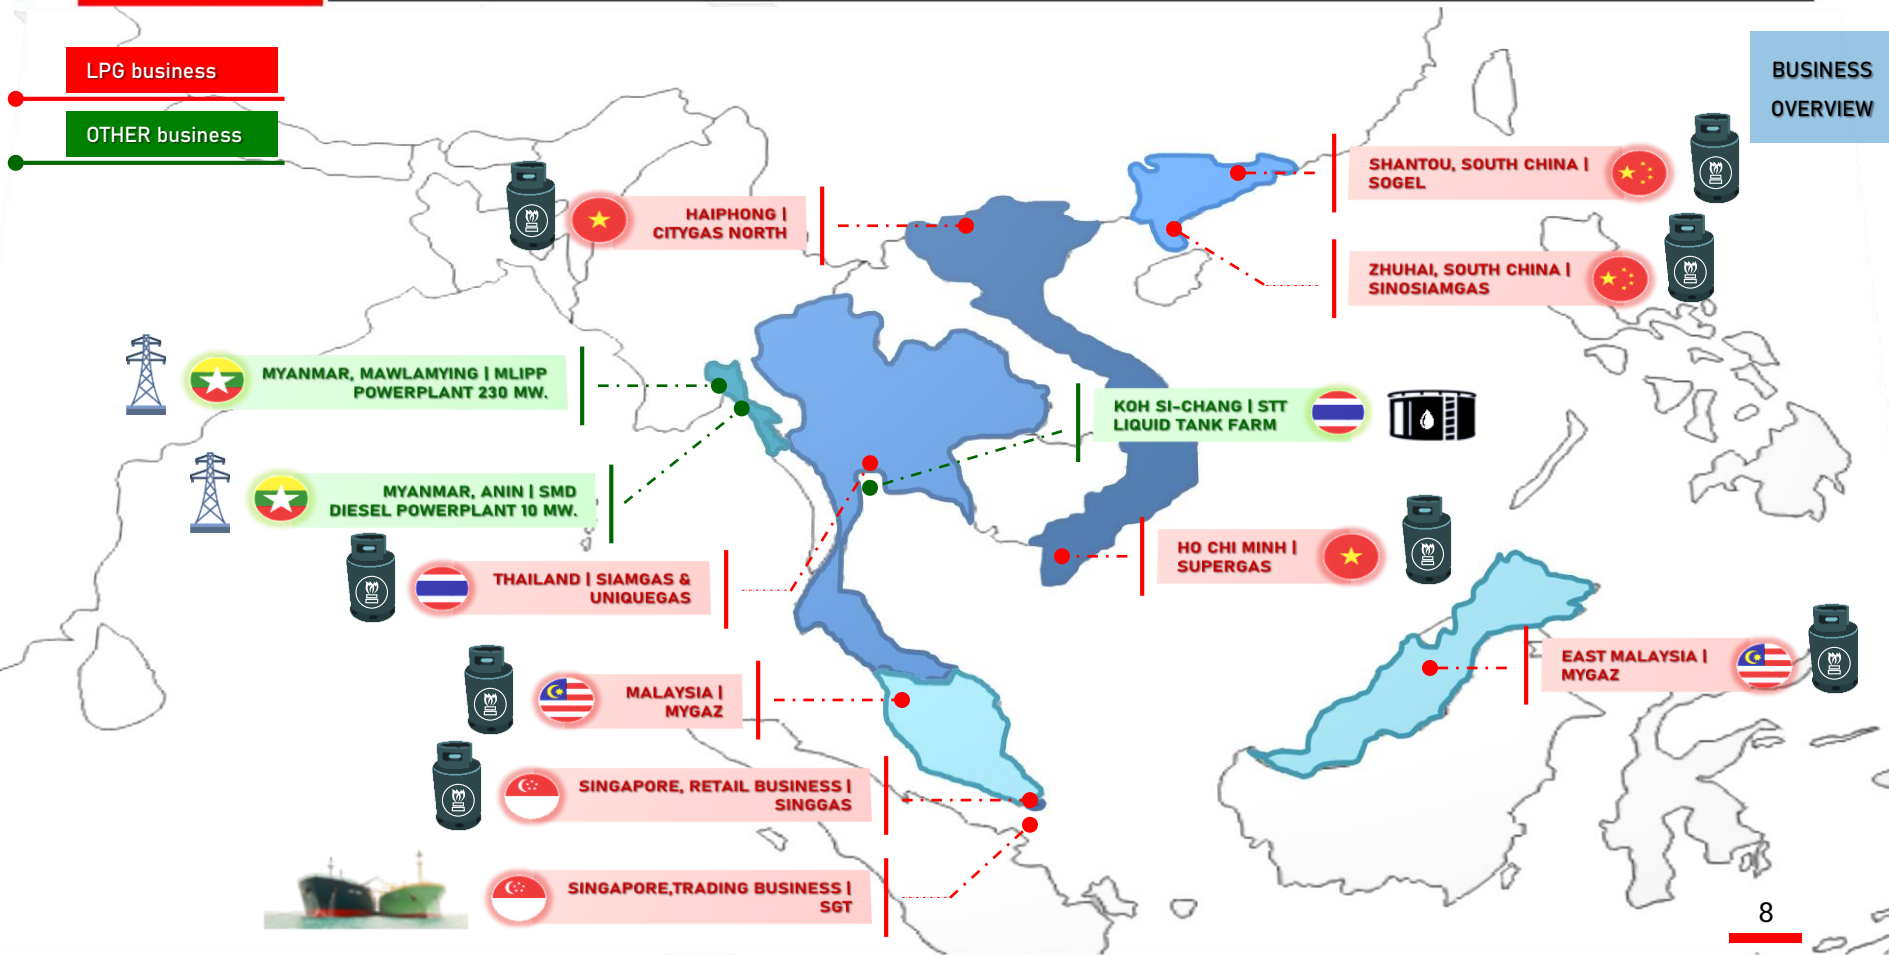 LPG business
OTHER business
BUSINESS
OVERVIEW
SHANTOU, SOUTH CHINA |
SOGEL
HAIPHONG |
CITYGAS NORTH
ZHUHAI, SOUTH CHINA |
SINOSIAMGAS
MYANMAR, MAWLAMYING | MLIPP
POWERPLANT 230 MW.
KOH SI-CHANG | STT
LIQUID TANK FARM
MYANMAR, ANIN | SMD
DIESEL POWERPLANT 10 MW.
HO CHI MINH |
SUPERGAS
THAILAND | SIAMGAS &
UNIQUEGAS
EAST MALAYSIA |
MYGAZ
MALAYSIA |
MYGAZ
SINGAPORE, RETAIL BUSINESS |
SINGGAS
SINGAPORE,TRADING BUSINESS |
SGT
8